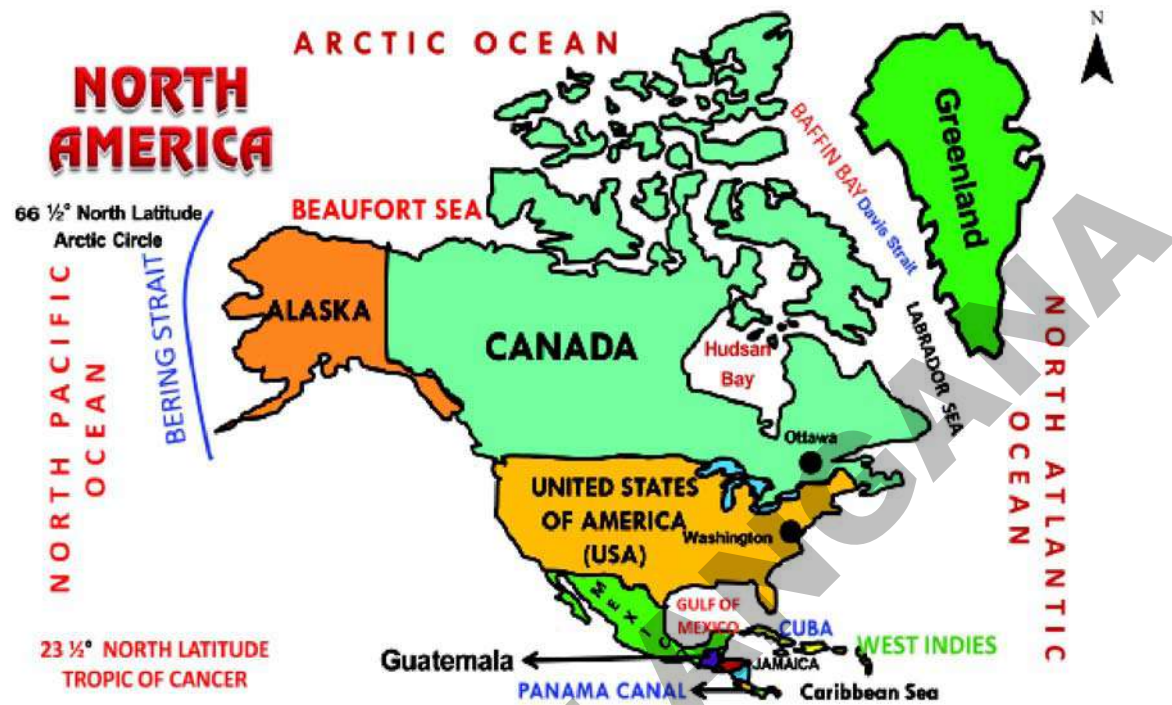 ARCTIC OCEAN
N
NORTH
AMERICA
Greenland
BAFFIN BAY
Davis Strait
66 ½° North Latitude
Arctic Circle
BEAUFORT SEA
NORTH PACIFIC
OCEAN
BERING STRAIT
ALASKA
CANADA
Hudsan
Bay
LABRADOR SEA
NORTH ATLANTIC
OCEAN
Ottawa
UNITED STATES
OF AMERICA
(USA)
Washington
MEXIC
GULF OF
MEXICO
CUBA
WEST INDIES
23 ½° NORTH LATITUDE
TROPIC OF CANCER
Guatemala
JAMAICA
PANAMA CANAL
Caribbean Sea